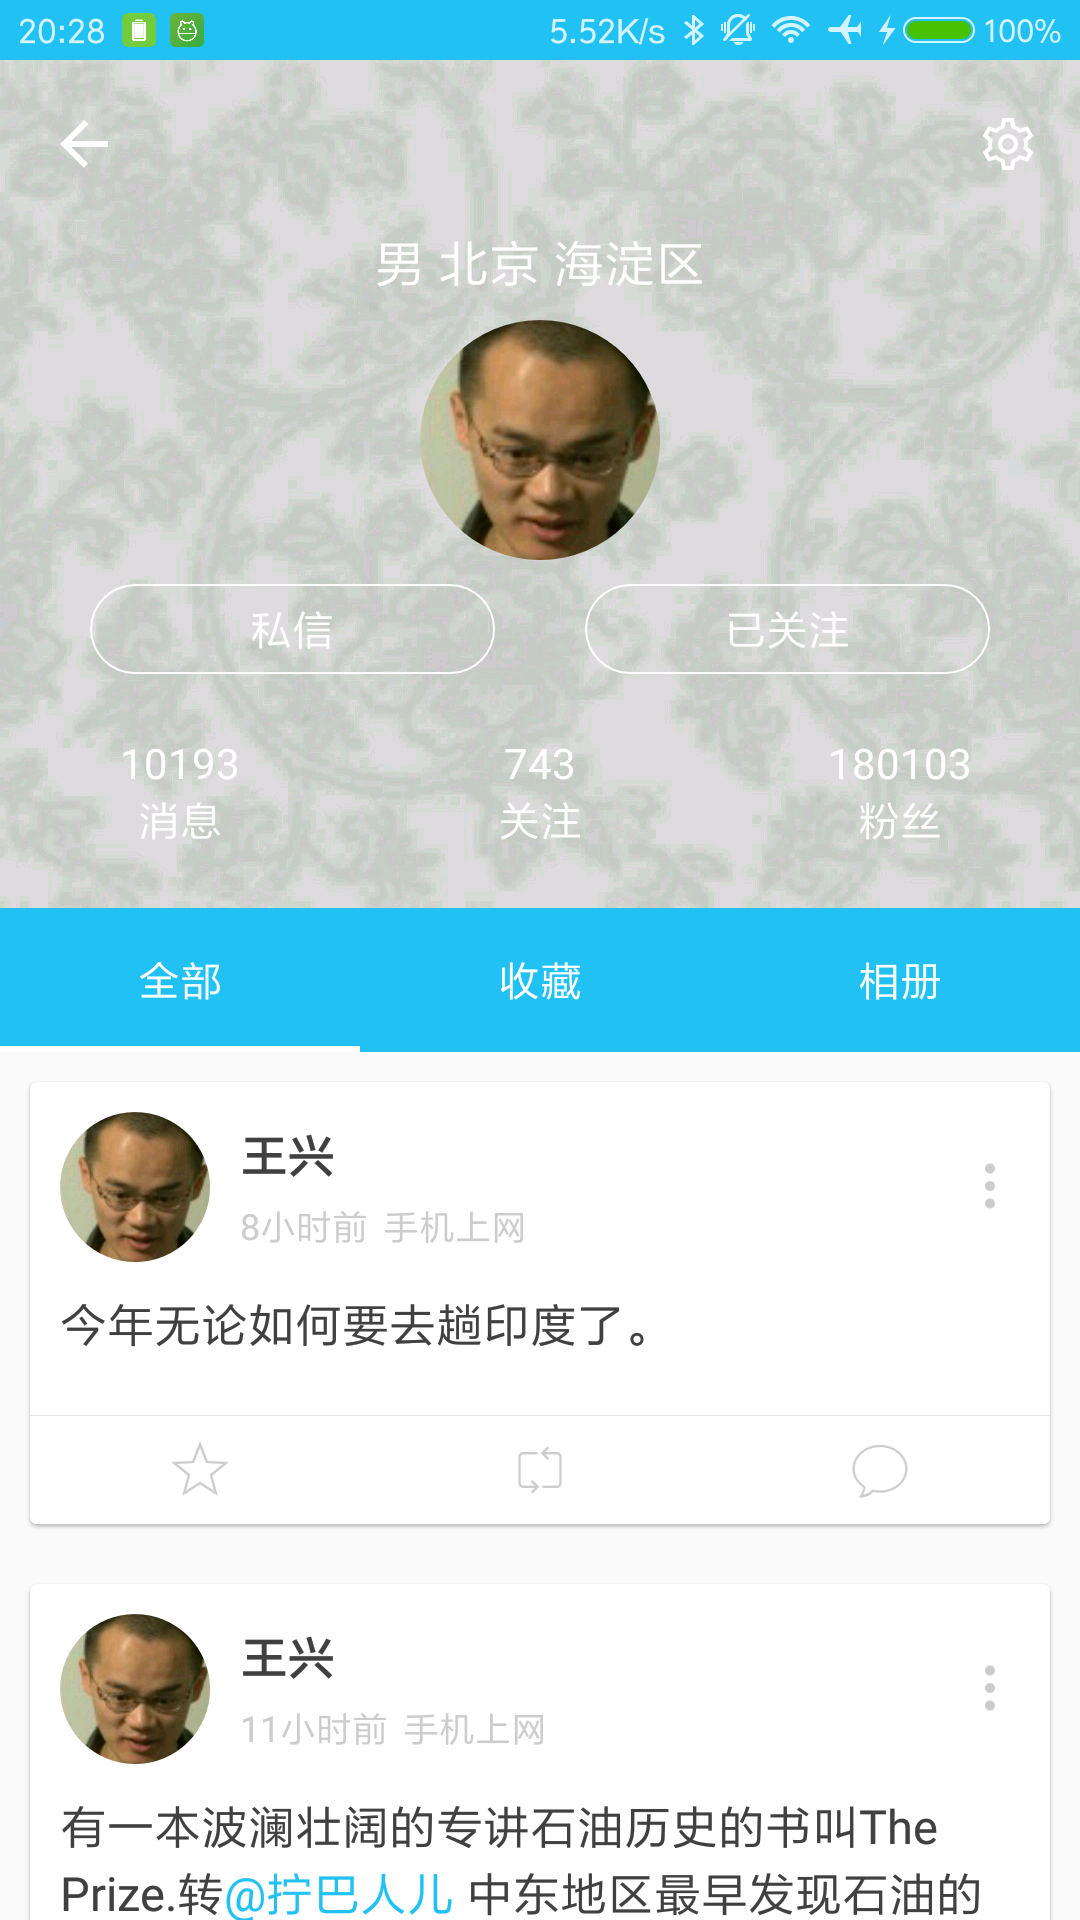 20:28 5.52K/s 100%
男 北京 海淀区
私信 已关注
10193 743 180103
消息 关注 粉丝
全部 收藏 相册
王兴
8小时前 手机上网
今年无论如何要去趟印度了。
王兴
11小时前 手机上网
有一本波澜壮阔的专讲石油历史的书叫The
Prize.转@拧巴人儿 中东地区最早发现石油的